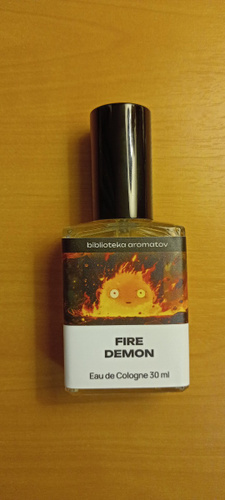 biblioteka aromatov
FIRE
DEMON
Eau de Cologne 30 ml